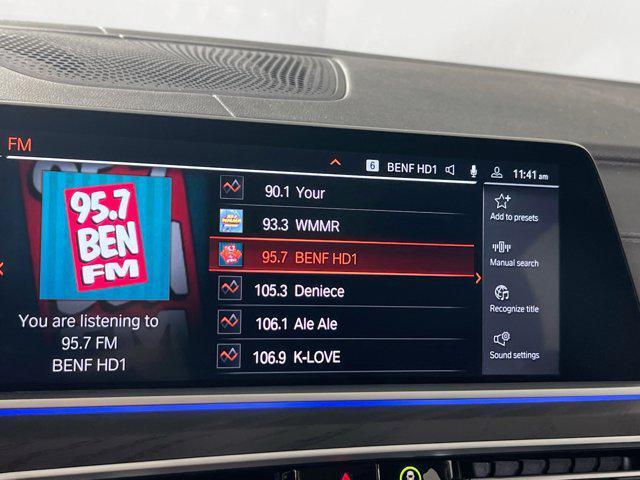 FM
6 BENF HD1 11:41 am
95.7
BEN
FM
You are listening to
95.7 FM
BENF HD1
90.1 Your
93.3 WMMR
95.7 BENF HD1
105.3 Deniece
106.1 Ale Ale
106.9 K-LOVE
Add to presets
Manual search
Recognize title
Sound settings